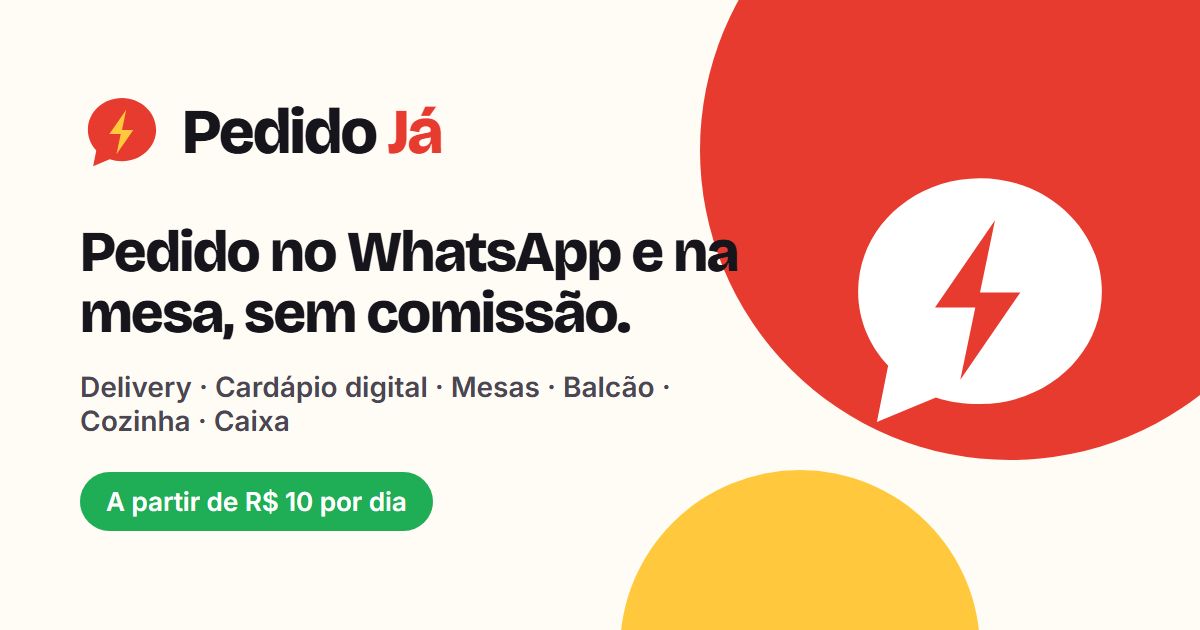 Pedido Já
Pedido no WhatsApp e na
mesa, sem comissão.
Delivery · Cardápio digital · Mesas · Balcão ·
Cozinha · Caixa
A partir de R$ 10 por dia